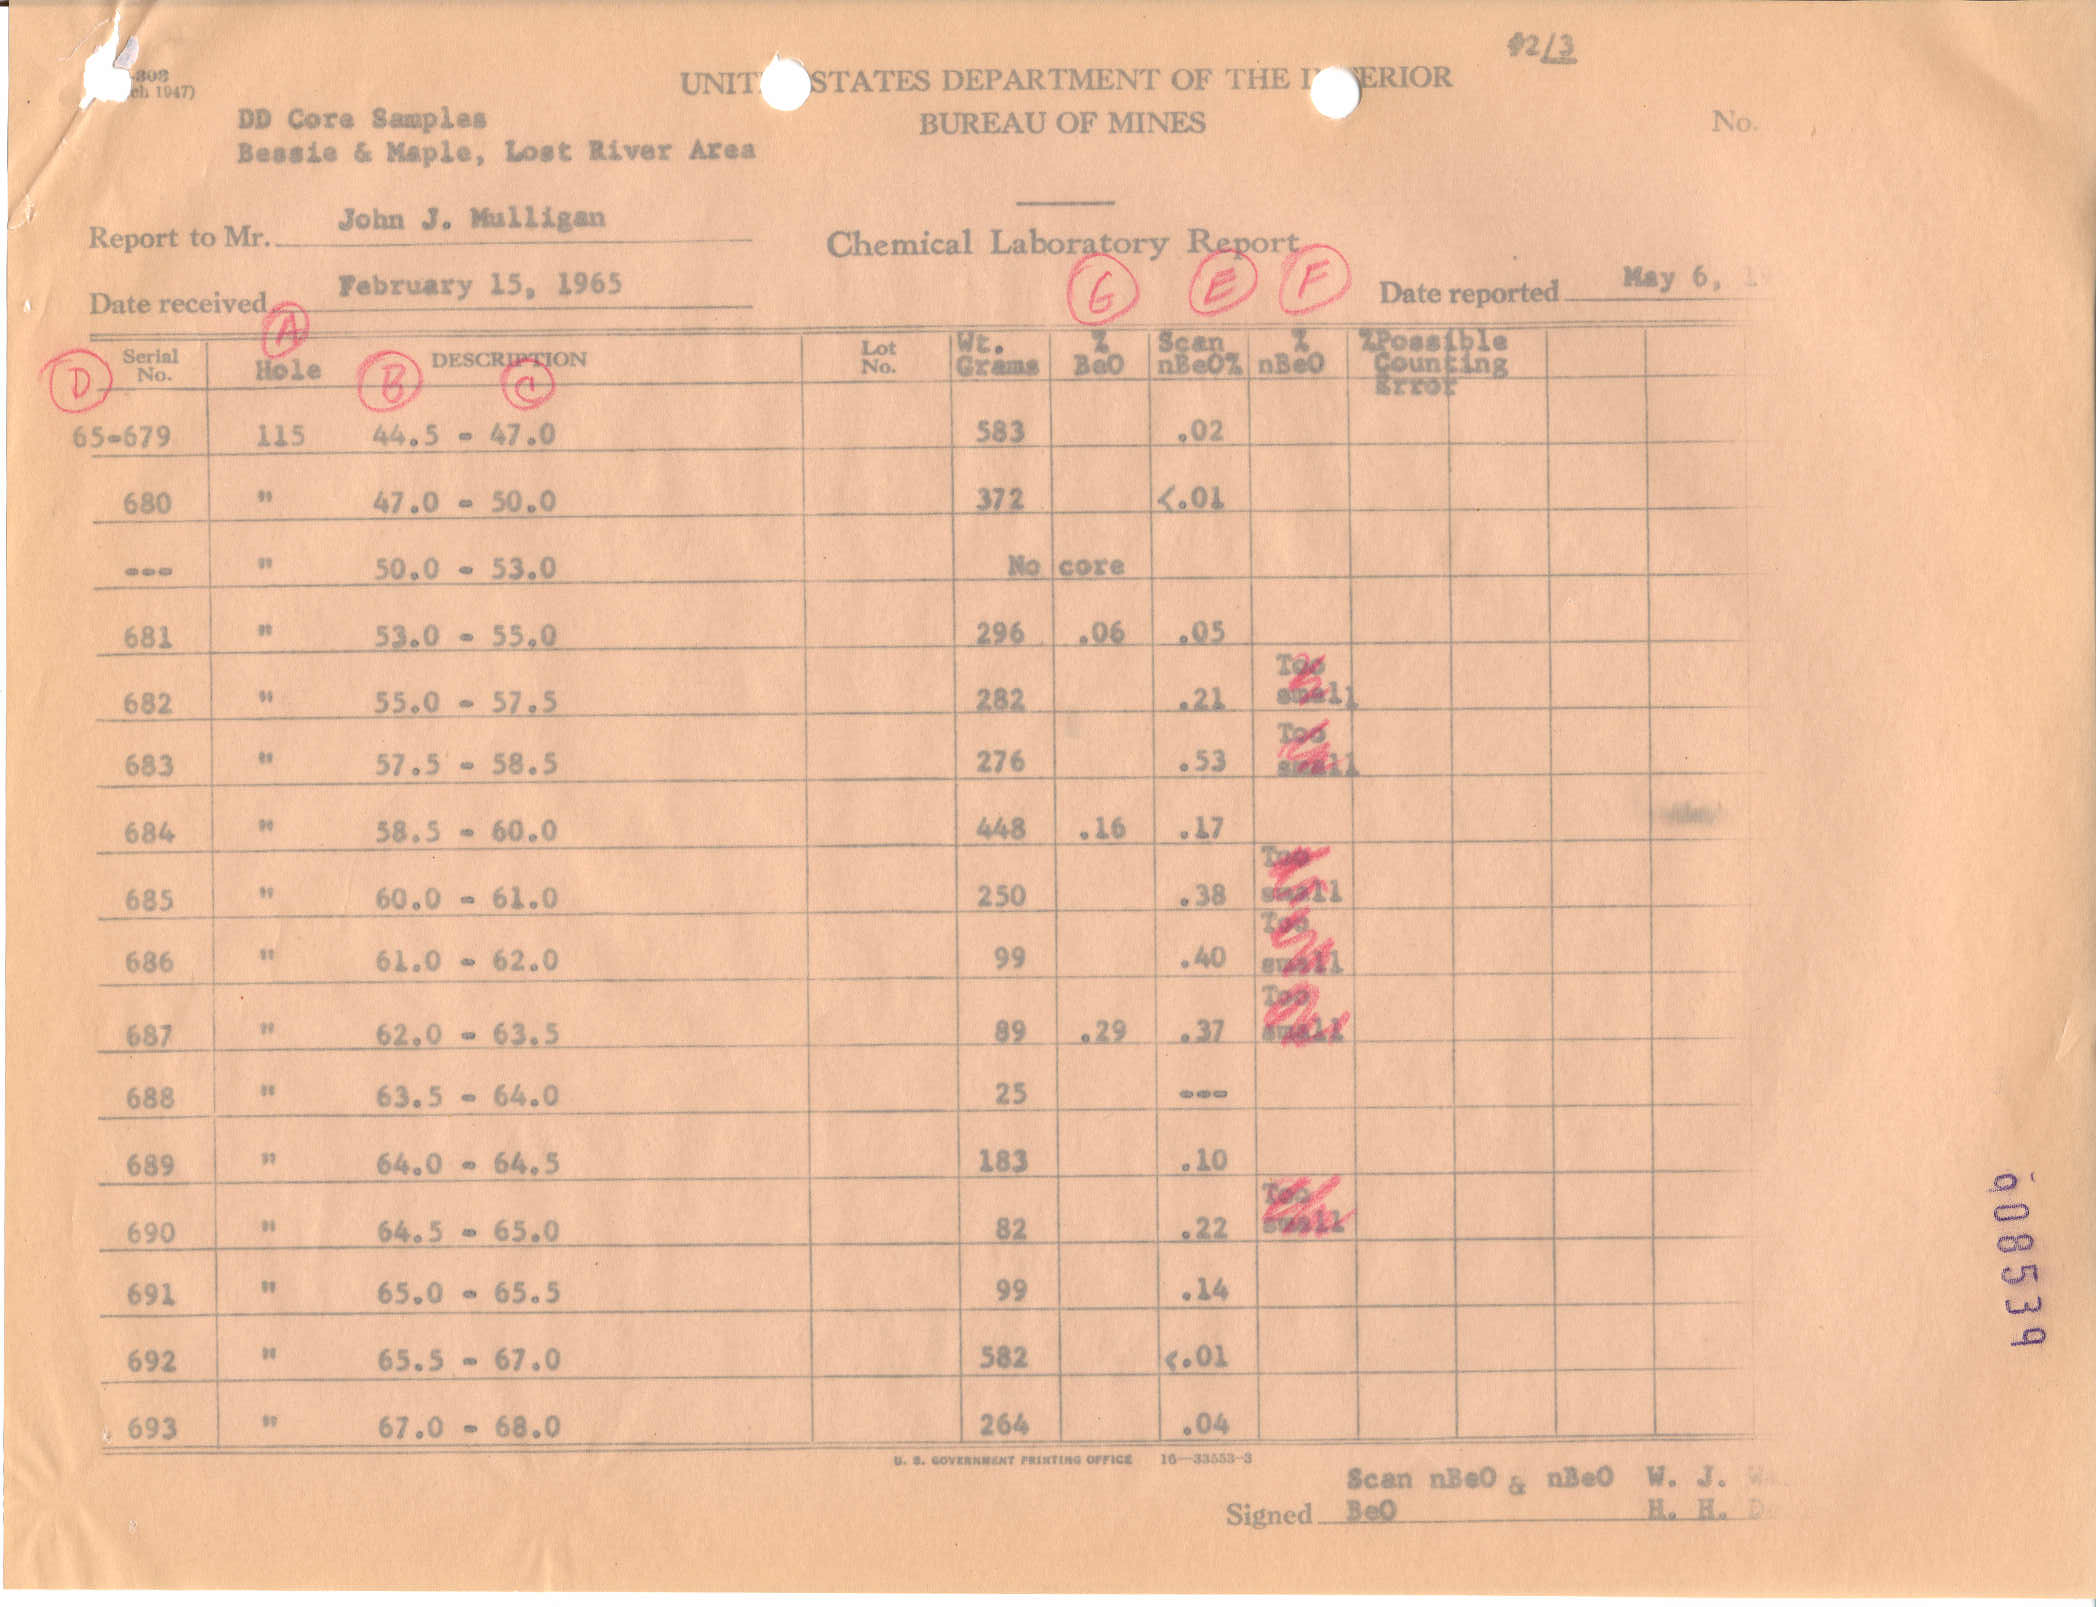 #2/3
-303
ch 1947)
UNIT STATES DEPARTMENT OF THE I ERIOR
BUREAU OF MINES
No.
DD Core Samples
Bessie & Maple, Lost River Area
Report to Mr. John J. Mulligan
Chemical Laboratory Report
Date received February 15, 1965
Date reported May 6, 1
G E F
A
D B C
Serial No. Hole DESCRIPTION Lot No. Wt. Grams % BeO Scan nBeO% % nBeO %Possible Counting Error
65-679 115 44.5 - 47.0 583 .02
680 " 47.0 - 50.0 372 <.01
--- " 50.0 - 53.0 No core
681 " 53.0 - 55.0 296 .06 .05
682 " 55.0 - 57.5 282 .21 Too small
683 " 57.5 - 58.5 276 .53 Too small
684 " 58.5 - 60.0 448 .16 .17
685 " 60.0 - 61.0 250 .38 Too small
686 " 61.0 - 62.0 99 .40 Too small
687 " 62.0 - 63.5 89 .29 .37 Too small
688 " 63.5 - 64.0 25 ---
689 " 64.0 - 64.5 183 .10
690 " 64.5 - 65.0 82 .22 Too small
691 " 65.0 - 65.5 99 .14
692 " 65.5 - 67.0 582 <.01
693 " 67.0 - 68.0 264 .04
U. S. GOVERNMENT PRINTING OFFICE 16—33553-3
Scan nBeO & nBeO W. J.
Signed BeO H. H.
608539